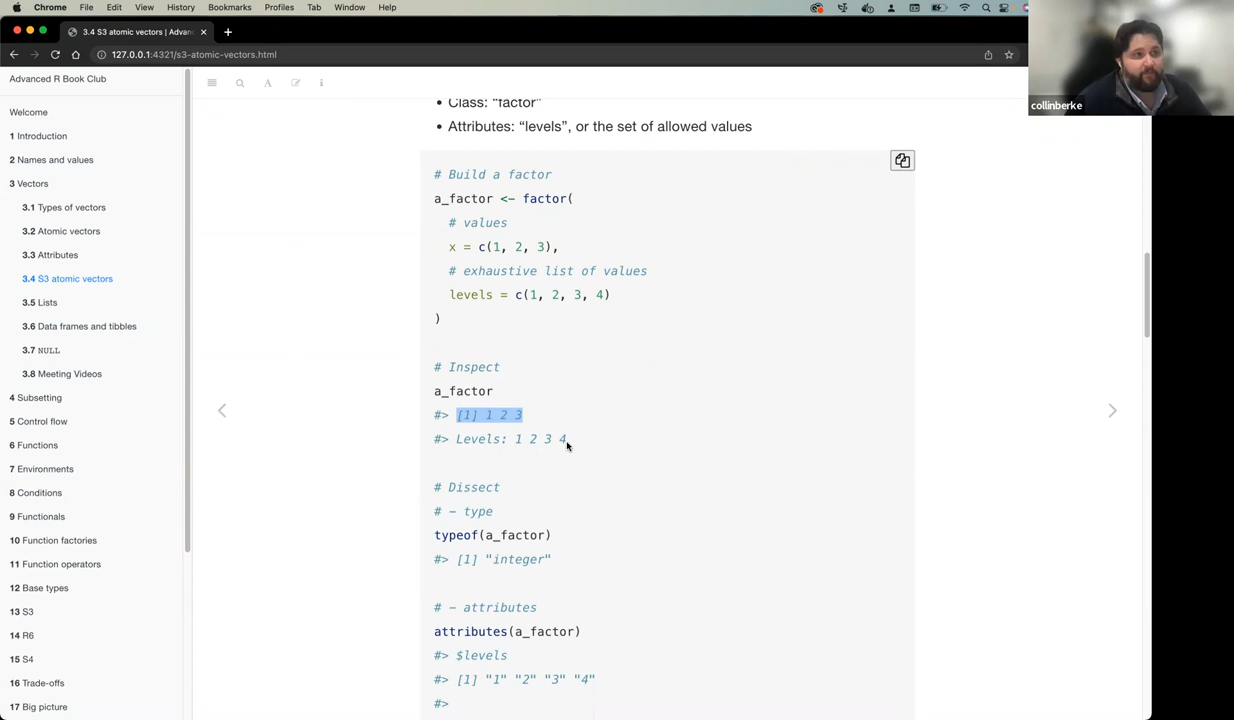 Chrome File Edit View History Bookmarks Profiles Tab Window Help
3.4 S3 atomic vectors | Advanc
127.0.0.1:4321/s3-atomic-vectors.html
collinberke
Advanced R Book Club
Welcome
1 Introduction
2 Names and values
3 Vectors
3.1 Types of vectors
3.2 Atomic vectors
3.3 Attributes
3.4 S3 atomic vectors
3.5 Lists
3.6 Data frames and tibbles
3.7 NULL
3.8 Meeting Videos
4 Subsetting
5 Control flow
6 Functions
7 Environments
8 Conditions
9 Functionals
10 Function factories
11 Function operators
12 Base types
13 S3
14 R6
15 S4
16 Trade-offs
17 Big picture
• Class: “factor”
• Attributes: “levels”, or the set of allowed values
# Build a factor
a_factor <- factor(
# values
x = c(1, 2, 3),
# exhaustive list of values
levels = c(1, 2, 3, 4)
)
# Inspect
a_factor
#> [1] 1 2 3
#> Levels: 1 2 3 4
# Dissect
# - type
typeof(a_factor)
#> [1] "integer"
# - attributes
attributes(a_factor)
#> $levels
#> [1] "1" "2" "3" "4"
#>